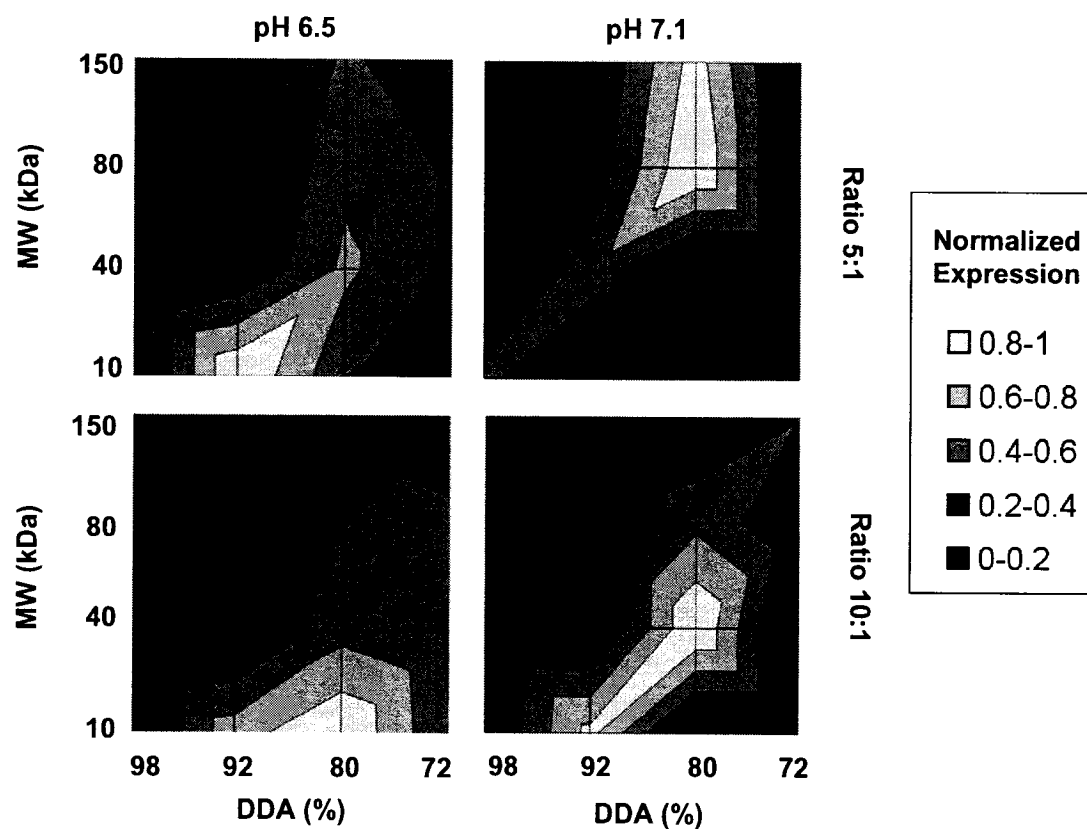 pH 6.5
pH 7.1
150
80
40
10
MW (kDa)
Ratio 5:1
150
80
40
10
MW (kDa)
Ratio 10:1
98 92 80 72
DDA (%)
98 92 80 72
DDA (%)
Normalized
Expression
0.8-1
0.6-0.8
0.4-0.6
0.2-0.4
0-0.2